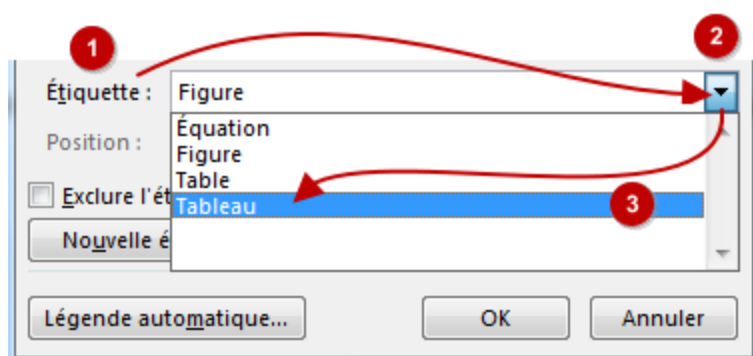 1
2
Étiquette : Figure
Équation
Position :
Figure
Table
Exclure l'ét
Tableau
3
Nouvelle é
Légende automatique... OK Annuler